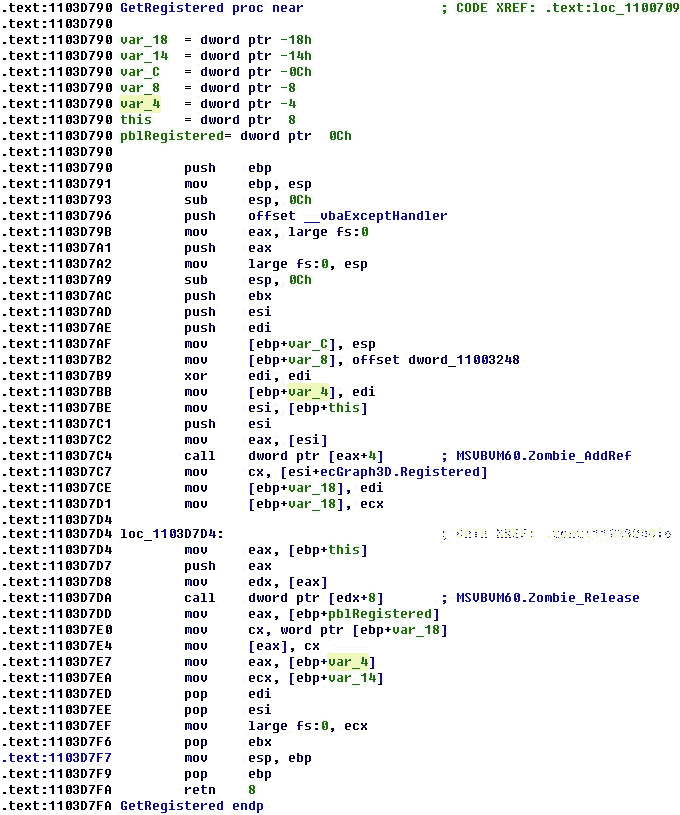 .text:1103D790 GetRegistered proc near ; CODE XREF: .text:loc_1100709
.text:1103D790
.text:1103D790 var_18 = dword ptr -18h
.text:1103D790 var_14 = dword ptr -14h
.text:1103D790 var_C = dword ptr -0Ch
.text:1103D790 var_8 = dword ptr -8
.text:1103D790 var_4 = dword ptr -4
.text:1103D790 this = dword ptr 8
.text:1103D790 pblRegistered= dword ptr 0Ch
.text:1103D790
.text:1103D790 push ebp
.text:1103D791 mov ebp, esp
.text:1103D793 sub esp, 0Ch
.text:1103D796 push offset __vbaExceptHandler
.text:1103D79B mov eax, large fs:0
.text:1103D7A1 push eax
.text:1103D7A2 mov large fs:0, esp
.text:1103D7A9 sub esp, 0Ch
.text:1103D7AC push ebx
.text:1103D7AD push esi
.text:1103D7AE push edi
.text:1103D7AF mov [ebp+var_C], esp
.text:1103D7B2 mov [ebp+var_8], offset dword_11003248
.text:1103D7B9 xor edi, edi
.text:1103D7BB mov [ebp+var_4], edi
.text:1103D7BE mov esi, [ebp+this]
.text:1103D7C1 push esi
.text:1103D7C2 mov eax, [esi]
.text:1103D7C4 call dword ptr [eax+4] ; MSVBVM60.Zombie_AddRef
.text:1103D7C7 mov cx, [esi+ecGraph3D.Registered]
.text:1103D7CE mov [ebp+var_18], edi
.text:1103D7D1 mov [ebp+var_18], ecx
.text:1103D7D4
.text:1103D7D4 loc_1103D7D4: ;
.text:1103D7D4 mov eax, [ebp+this]
.text:1103D7D7 push eax
.text:1103D7D8 mov edx, [eax]
.text:1103D7DA call dword ptr [edx+8] ; MSVBVM60.Zombie_Release
.text:1103D7DD mov eax, [ebp+pblRegistered]
.text:1103D7E0 mov cx, word ptr [ebp+var_18]
.text:1103D7E4 mov [eax], cx
.text:1103D7E7 mov eax, [ebp+var_4]
.text:1103D7EA mov ecx, [ebp+var_14]
.text:1103D7ED pop edi
.text:1103D7EE pop esi
.text:1103D7EF mov large fs:0, ecx
.text:1103D7F6 pop ebx
.text:1103D7F7 mov esp, ebp
.text:1103D7F9 pop ebp
.text:1103D7FA retn 8
.text:1103D7FA GetRegistered endp